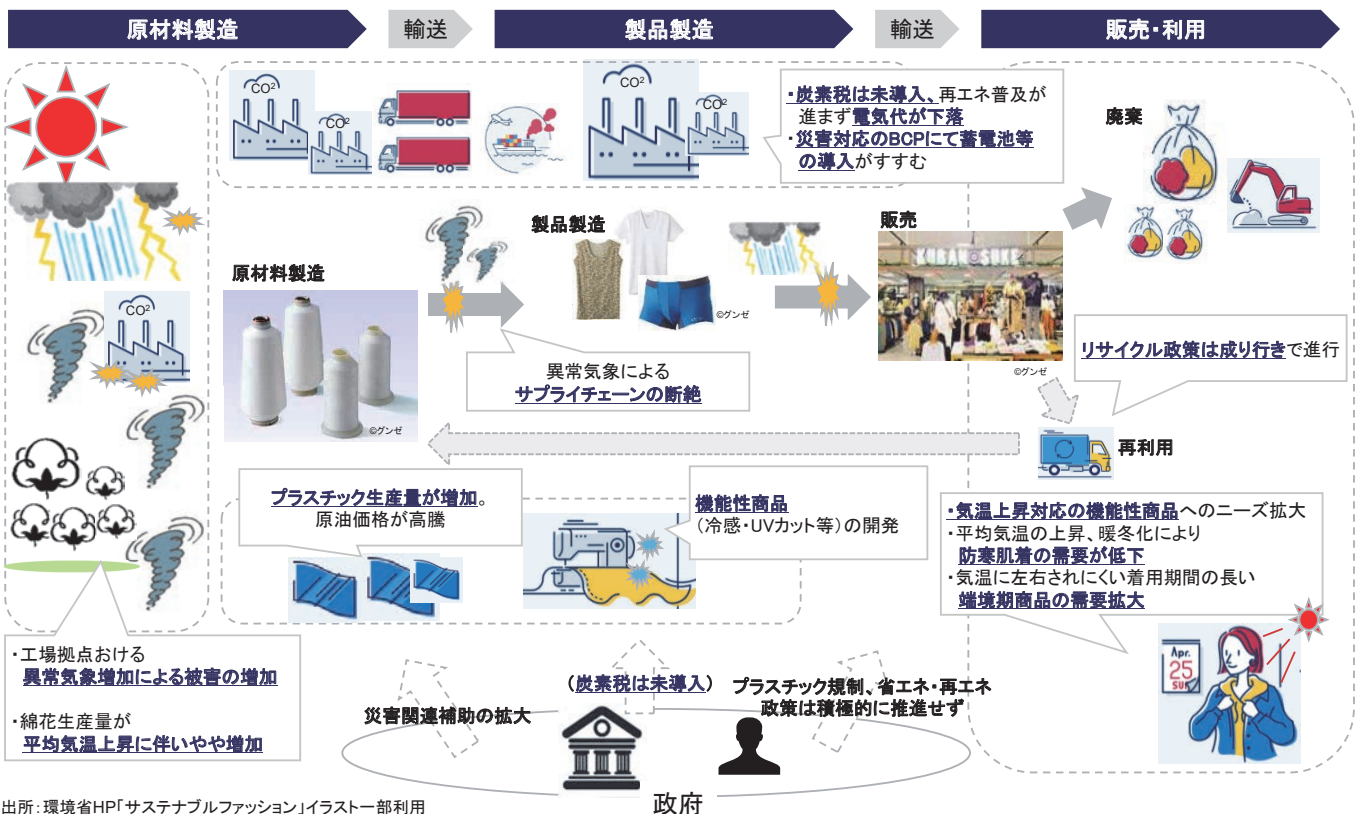 原材料製造
輸送
製品製造
輸送
販売・利用
CO²
CO²
CO²
CO²
・炭素税は未導入、再エネ普及が
進まず電気代が下落
・災害対応のBCPにて蓄電池等
の導入がすすむ
廃棄
製品製造
販売
原材料製造
CO²
©グンゼ
©グンゼ
©グンゼ
異常気象による
サプライチェーンの断絶
リサイクル政策は成り行きで進行
再利用
プラスチック生産量が増加。
原油価格が高騰
機能性商品
（冷感・UVカット等）の開発
・気温上昇対応の機能性商品へのニーズ拡大
・平均気温の上昇、暖冬化により
防寒肌着の需要が低下
・気温に左右されにくい着用期間の長い
端境期商品の需要拡大
Apr.
25
SUN
・工場拠点おける
異常気象増加による被害の増加
・綿花生産量が
平均気温上昇に伴いやや増加
災害関連補助の拡大
（炭素税は未導入）
プラスチック規制、省エネ・再エネ
政策は積極的に推進せず
政府
出所：環境省HP「サステナブルファッション」イラスト一部利用